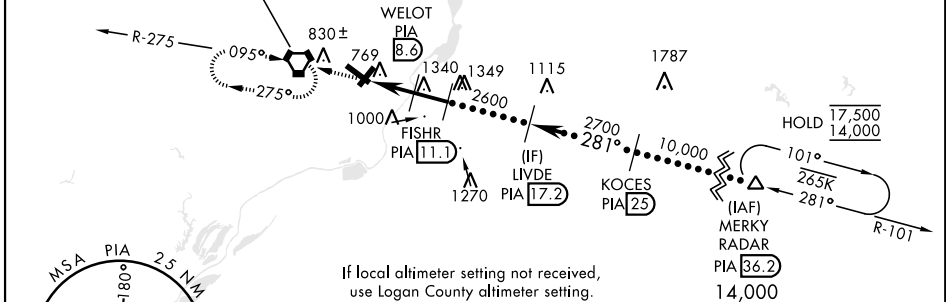 WELOT
PIA
8.6
R-275
095°
830±
769
275°
1340
1349
2600
1115
1787
1000
FISHR
PIA 11.1
1270
(IF)
LIVDE
PIA 17.2
2700
281°
10,000
KOCES
PIA 25
HOLD 17,500
14,000
101°
265K
281°
R-101
(IAF)
MERKY
RADAR
PIA 36.2
14,000
MSA PIA 25 NM
180°
If local altimeter setting not received,
use Logan County altimeter setting.